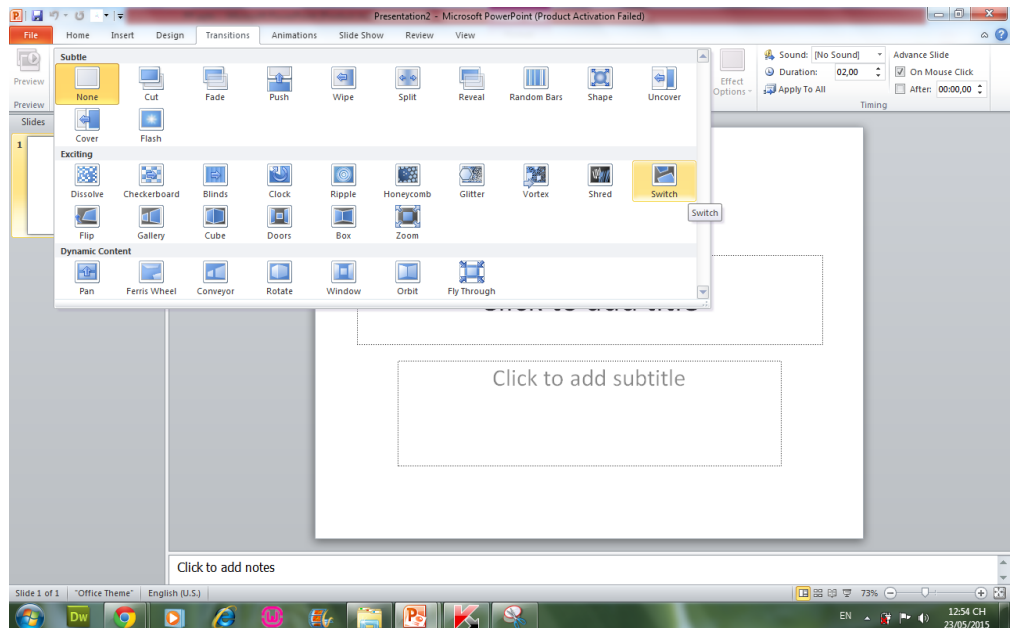 Presentation2 - Microsoft PowerPoint (Product Activation Failed)
File Home Insert Design Transitions Animations Slide Show Review View
Preview
Preview
Subtle
None Cut Fade Push Wipe Split Reveal Random Bars Shape Uncover
Cover Flash
Exciting
Dissolve Checkerboard Blinds Clock Ripple Honeycomb Glitter Vortex Shred Switch
Flip Gallery Cube Doors Box Zoom
Dynamic Content
Pan Ferris Wheel Conveyor Rotate Window Orbit Fly Through
Switch
Effect
Options
Sound: [No Sound]
Duration: 02,00
Apply To All
Advance Slide
On Mouse Click
After: 00:00,00
Timing
Slides
1
Click to add title
Click to add subtitle
Click to add notes
Slide 1 of 1 "Office Theme" English (U.S.) 73%
Dw
EN
12:54 CH
23/05/2015